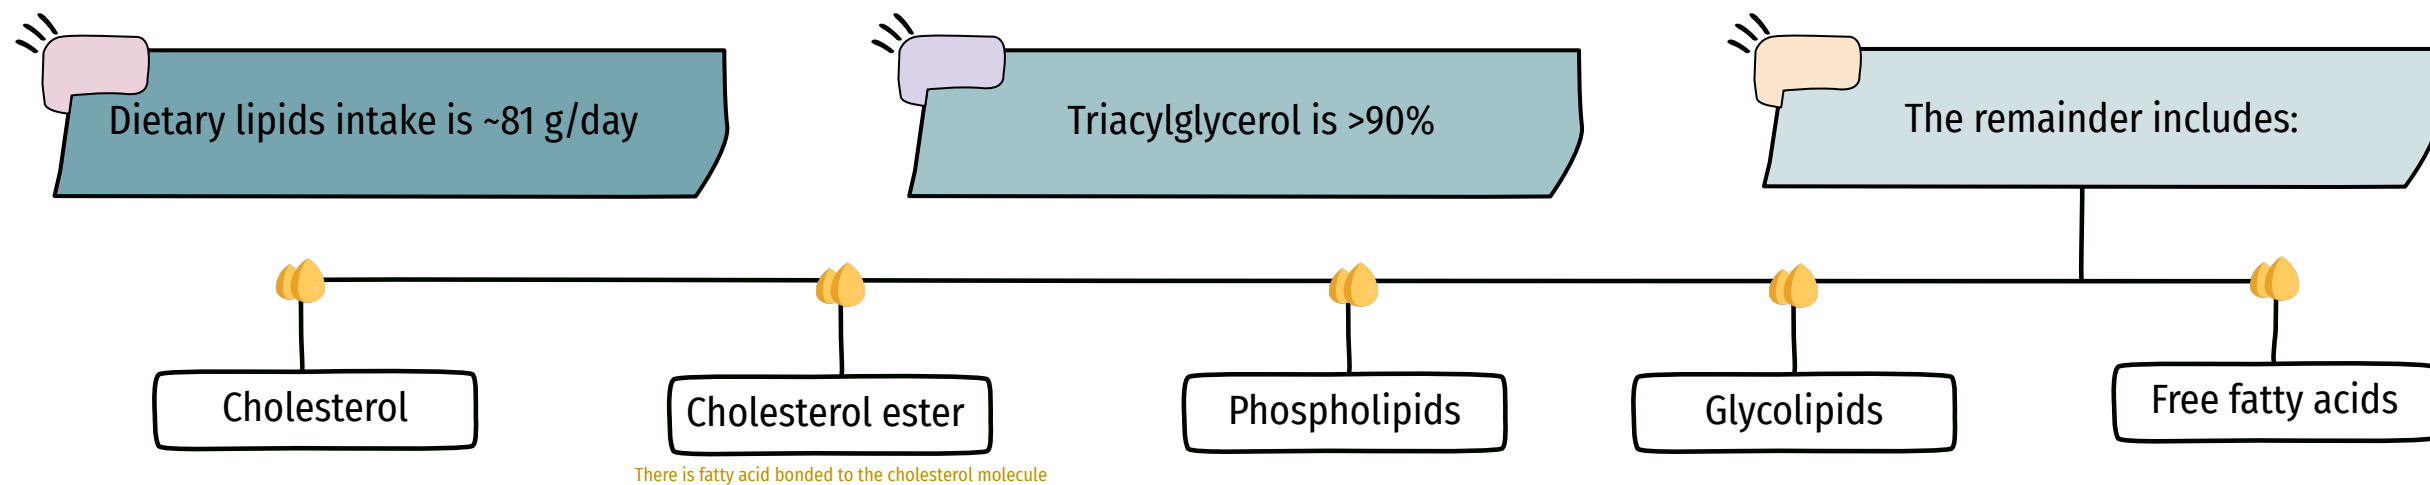 Dietary lipids intake is ~81 g/day
Triacylglycerol is >90%
The remainder includes:
Cholesterol
Cholesterol ester
Phospholipids
Glycolipids
Free fatty acids
There is fatty acid bonded to the cholesterol molecule